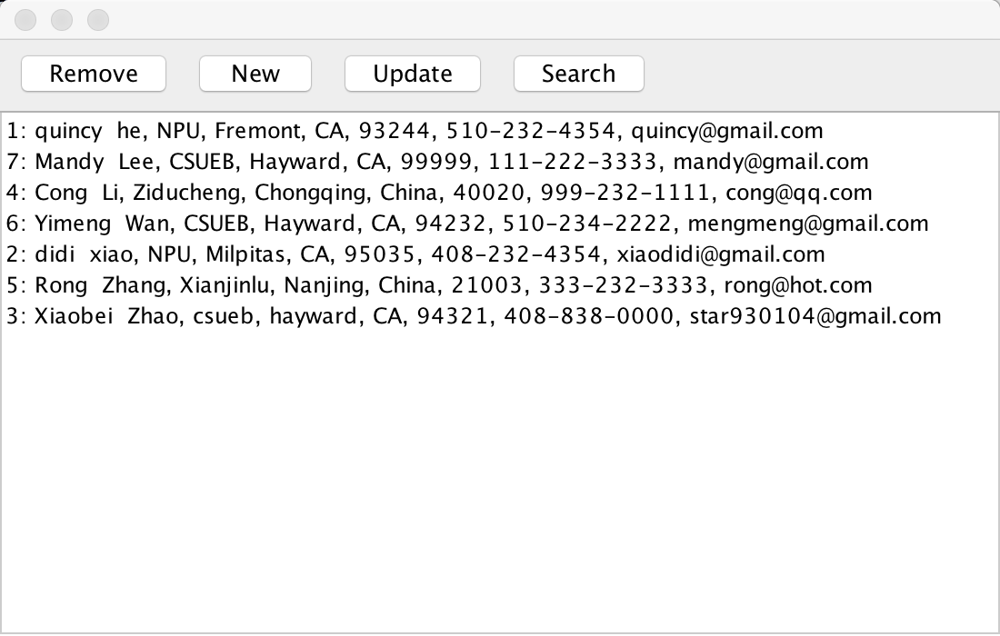 Remove New Update Search
1: quincy  he, NPU, Fremont, CA, 93244, 510-232-4354, quincy@gmail.com
7: Mandy  Lee, CSUEB, Hayward, CA, 99999, 111-222-3333, mandy@gmail.com
4: Cong  Li, Ziducheng, Chongqing, China, 40020, 999-232-1111, cong@qq.com
6: Yimeng  Wan, CSUEB, Hayward, CA, 94232, 510-234-2222, mengmeng@gmail.com
2: didi  xiao, NPU, Milpitas, CA, 95035, 408-232-4354, xiaodidi@gmail.com
5: Rong  Zhang, Xianjinlu, Nanjing, China, 21003, 333-232-3333, rong@hot.com
3: Xiaobei  Zhao, csueb, hayward, CA, 94321, 408-838-0000, star930104@gmail.com